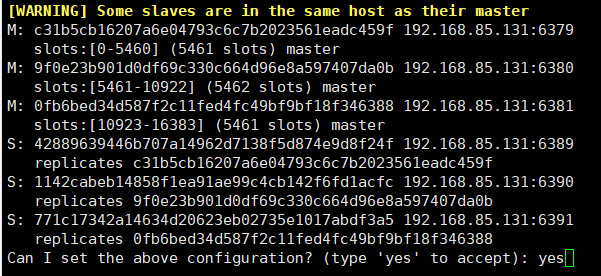 [WARNING] Some slaves are in the same host as their master
M: c31b5cb16207a6e04793c6c7b2023561eadc459f 192.168.85.131:6379
slots:[0-5460] (5461 slots) master
M: 9f0e23b901d0df69c330c664d96e8a597407da0b 192.168.85.131:6380
slots:[5461-10922] (5462 slots) master
M: 0fb6bed34d587f2c11fed4fc49bf9bf18f346388 192.168.85.131:6381
slots:[10923-16383] (5461 slots) master
S: 42889639446b707a14962d7138f5d874e9d8f24f 192.168.85.131:6389
replicates c31b5cb16207a6e04793c6c7b2023561eadc459f
S: 1142cabeb14858f1ea91ae99c4cb142f6fd1acfc 192.168.85.131:6390
replicates 9f0e23b901d0df69c330c664d96e8a597407da0b
S: 771c17342a14634d20623eb02735e1017abdf3a5 192.168.85.131:6391
replicates 0fb6bed34d587f2c11fed4fc49bf9bf18f346388
Can I set the above configuration? (type 'yes' to accept): yes